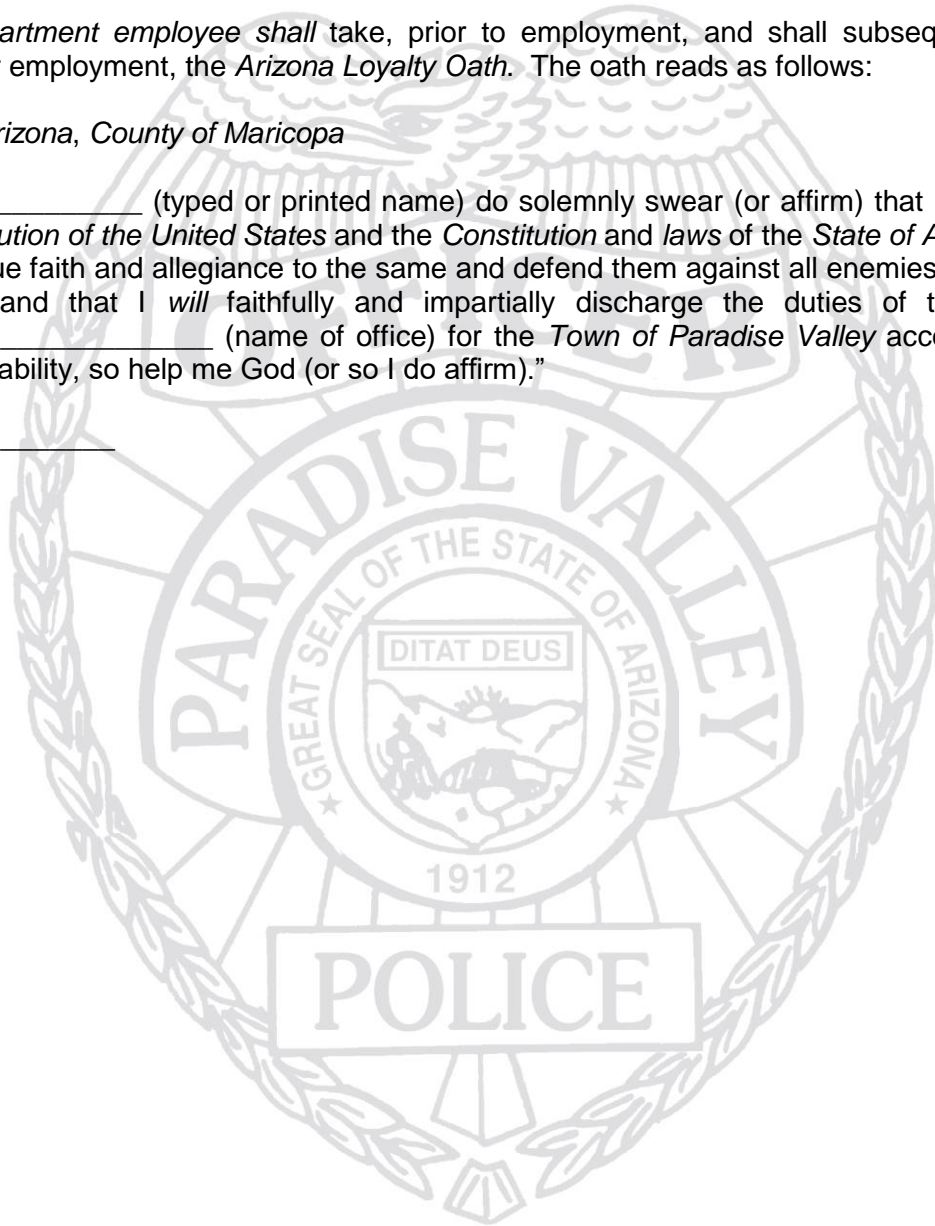 artment employee shall take, prior to employment, and shall subseq
r employment, the Arizona Loyalty Oath. The oath reads as follows:
rizona, County of Maricopa
__________ (typed or printed name) do solemnly swear (or affirm) that
ution of the United States and the Constitution and laws of the State of A
ue faith and allegiance to the same and defend them against all enemies
and that I will faithfully and impartially discharge the duties of t
______________ (name of office) for the Town of Paradise Valley acco
ability, so help me God (or so I do affirm).”
________
OFFICER
PARADISE VALLEY
GREAT SEAL OF THE STATE OF ARIZONA
DITAT DEUS
1912
POLICE